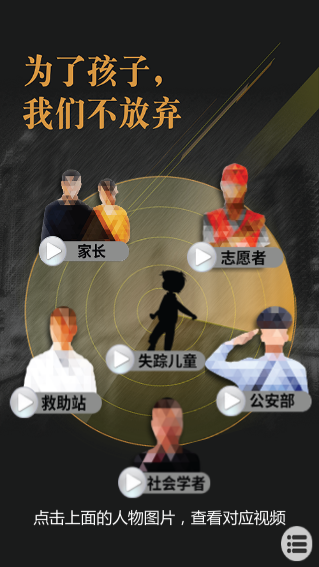 为了孩子，
我们不放弃
家长
志愿者
失踪儿童
救助站
公安部
社会学者
点击上面的人物图片，查看对应视频